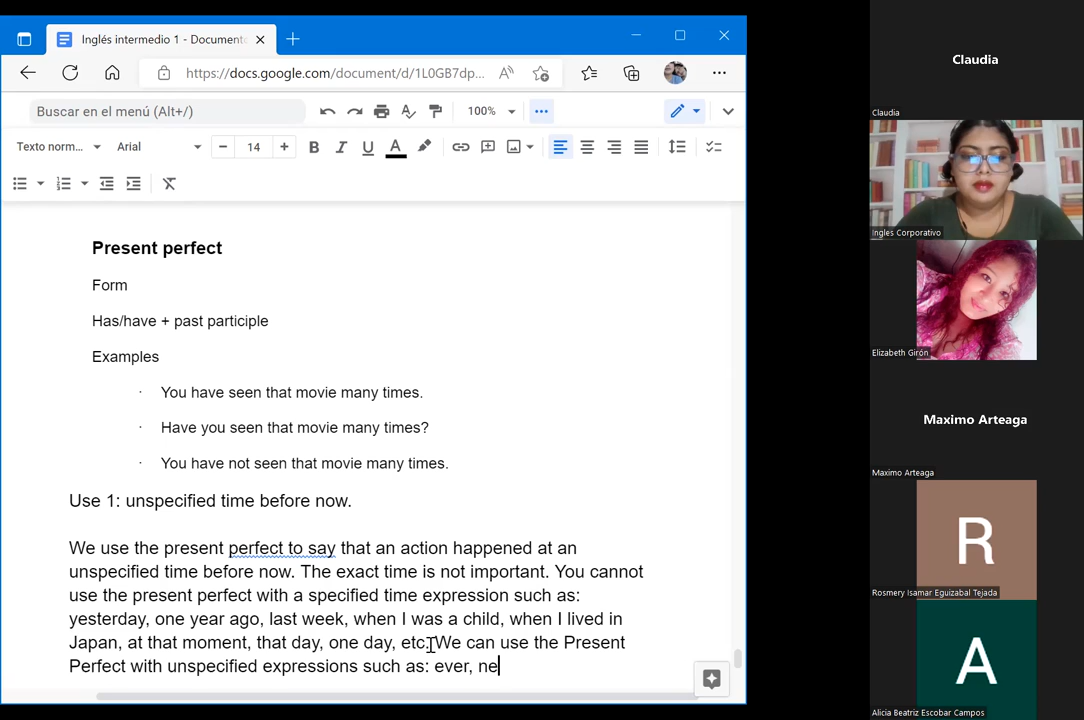 Inglés intermedio 1 - Documento
https://docs.google.com/document/d/1L0GB7dp...
Buscar en el menú (Alt+/)
100%
Texto norm...
Arial
14
Present perfect
Form
Has/have + past participle
Examples
· You have seen that movie many times.
· Have you seen that movie many times?
· You have not seen that movie many times.
Use 1: unspecified time before now.
We use the present perfect to say that an action happened at an
unspecified time before now. The exact time is not important. You cannot
use the present perfect with a specified time expression such as:
yesterday, one year ago, last week, when I was a child, when I lived in
Japan, at that moment, that day, one day, etc. We can use the Present
Perfect with unspecified expressions such as: ever, ne
Claudia
Claudia
Ingles Corporativo
Elizabeth Girón
Maximo Arteaga
Maximo Arteaga
R
Rosmery Isamar Eguizabal Tejada
A
Alicia Beatriz Escobar Campos